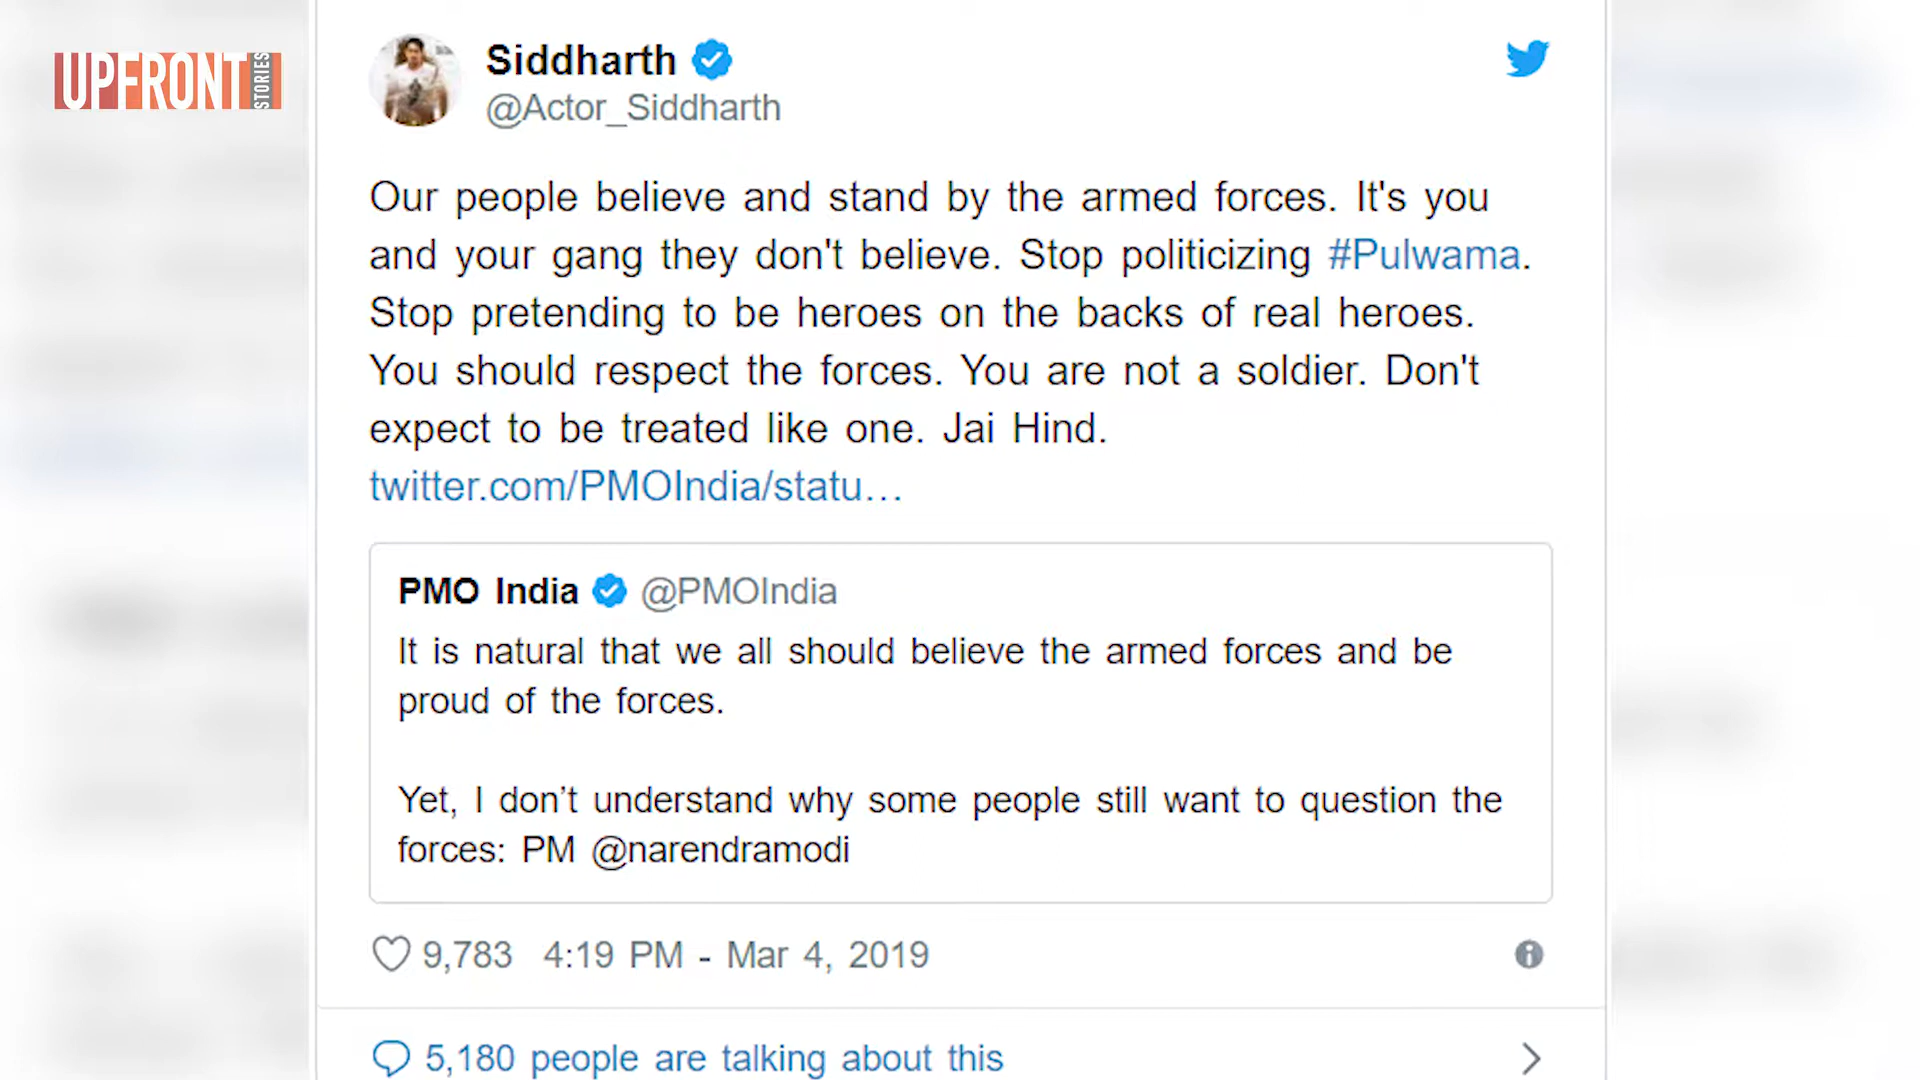 UPFRONT STORIES
Siddharth
@Actor_Siddharth
Our people believe and stand by the armed forces. It's you
and your gang they don't believe. Stop politicizing #Pulwama.
Stop pretending to be heroes on the backs of real heroes.
You should respect the forces. You are not a soldier. Don't
expect to be treated like one. Jai Hind.
twitter.com/PMOIndia/statu…
PMO India @PMOIndia
It is natural that we all should believe the armed forces and be
proud of the forces.
Yet, I don’t understand why some people still want to question the
forces: PM @narendramodi
9,783 4:19 PM - Mar 4, 2019
5,180 people are talking about this